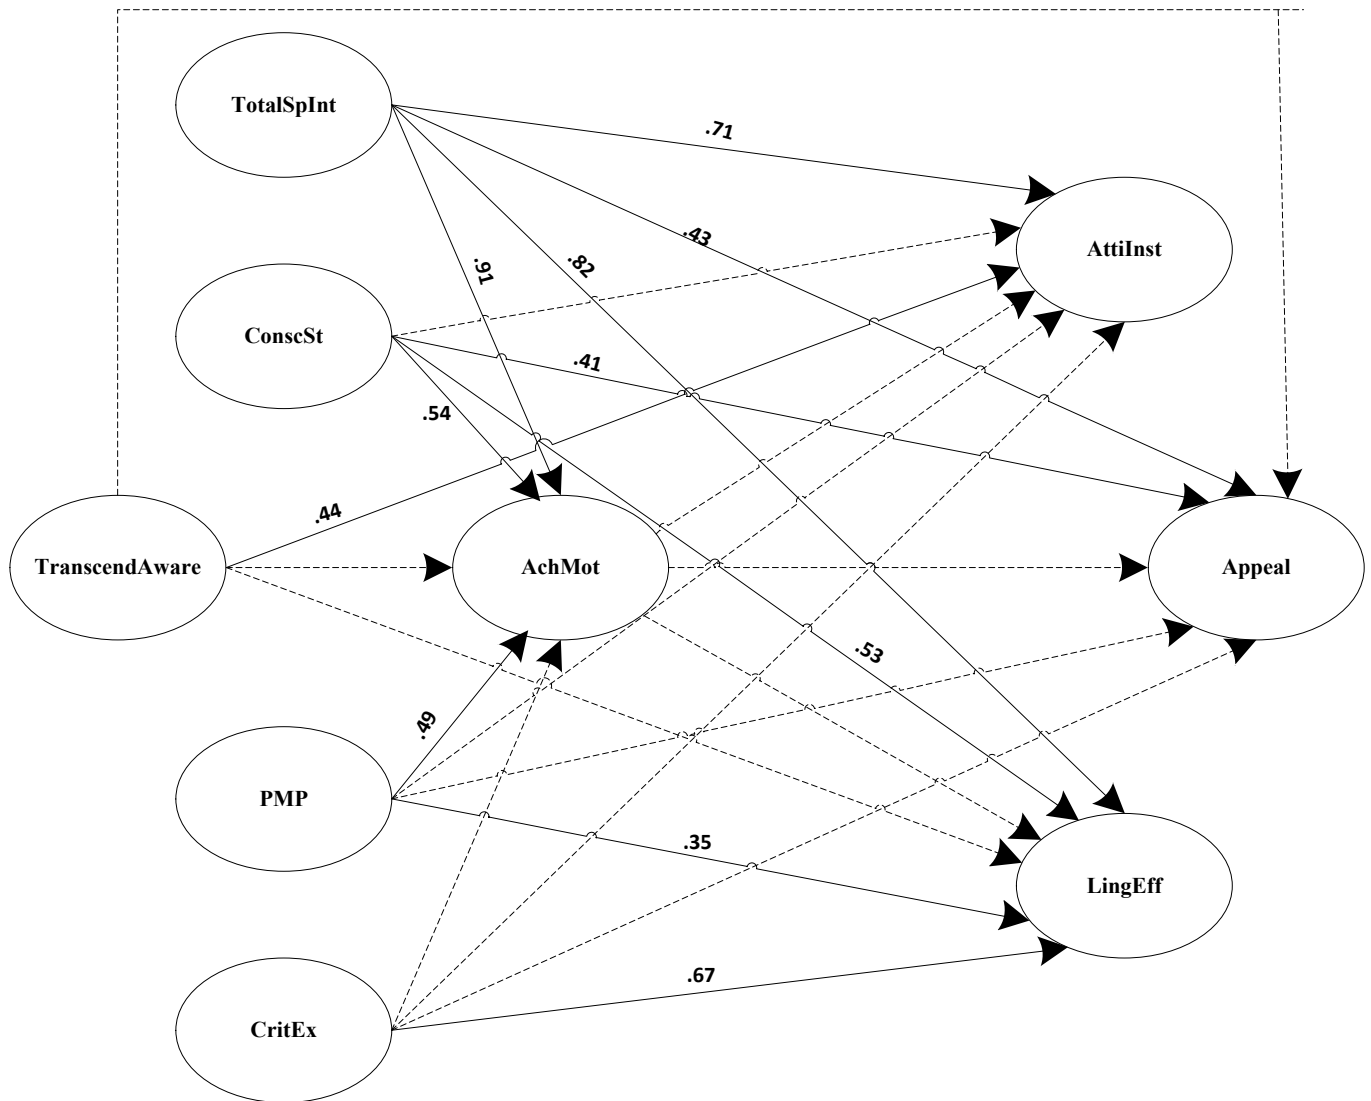 TotalSpInt
.71
.43
AttiInst
.91
.82
ConscSt
.41
.54
.44
TranscendAware
AchMot
Appeal
.53
.49
PMP
.35
LingEff
.67
CritEx